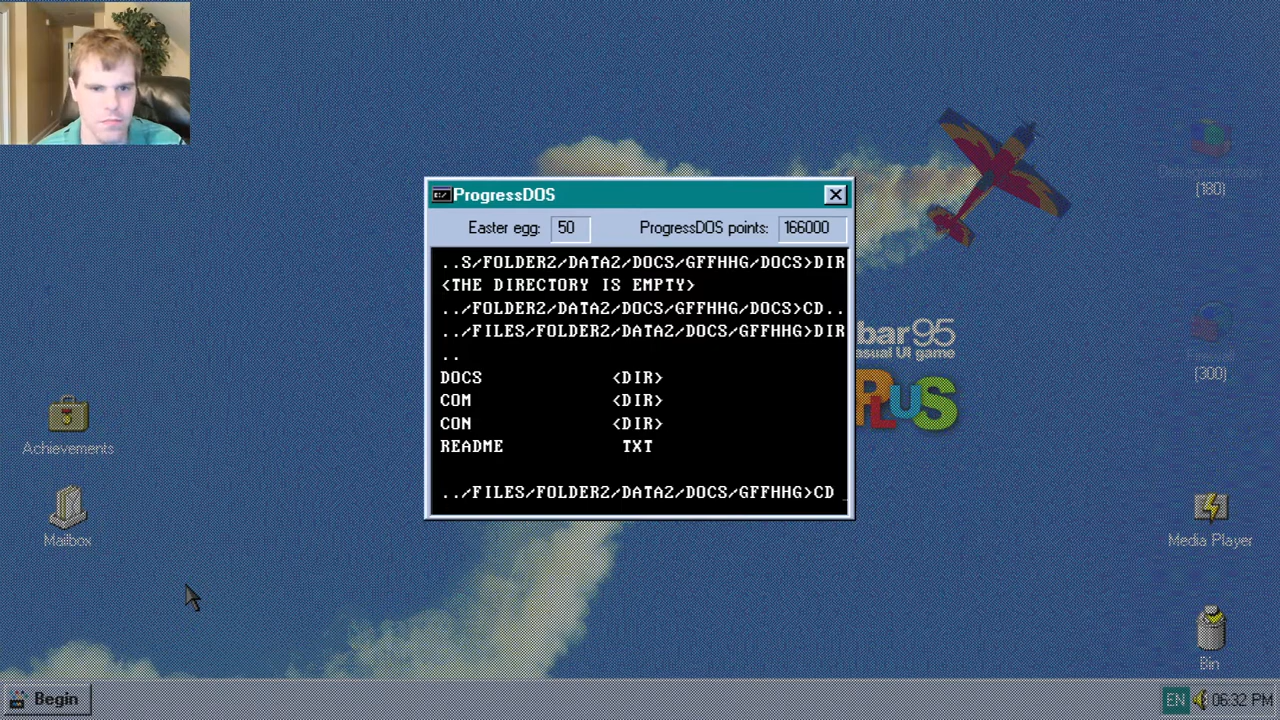 ProgressDOS
Easter egg: 50 ProgressDOS points: 166000
..S/FOLDER2/DATA2/DOCS/GFFHHG/DOCS>DIR
<THE DIRECTORY IS EMPTY>
../FOLDER2/DATA2/DOCS/GFFHHG/DOCS>CD..
../FILES/FOLDER2/DATA2/DOCS/GFFHHG>DIR
..
DOCS <DIR>
COM <DIR>
CON <DIR>
README TXT
../FILES/FOLDER2/DATA2/DOCS/GFFHHG>CD _
(180)
bar95
asual UI game
PLUS
(300)
Achievements
Mailbox
Media Player
Bin
Begin
EN 06:32 PM